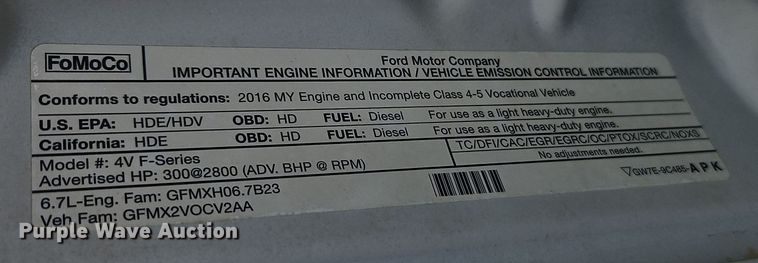 FoMoCo
Ford Motor Company
IMPORTANT ENGINE INFORMATION / VEHICLE EMISSION CONTROL INFORMATION
Conforms to regulations: 2016 MY Engine and Incomplete Class 4-5 Vocational Vehicle
U.S. EPA: HDE/HDV OBD: HD FUEL: Diesel For use as a light heavy-duty engine.
California: HDE OBD: HD FUEL: Diesel For use as a light heavy-duty engine.
Model #: 4V F-Series
TC/DFI/CAC/EGR/EGRC/OC/PTOX/SCRC/NOXS
Advertised HP: 300@2800 (ADV. BHP @ RPM)
No adjustments needed.
6.7L-Eng. Fam: GFMXH06.7B23
GW7E-9C485-APK
Veh Fam: GFMX2VOCV2AA
Purple Wave Auction